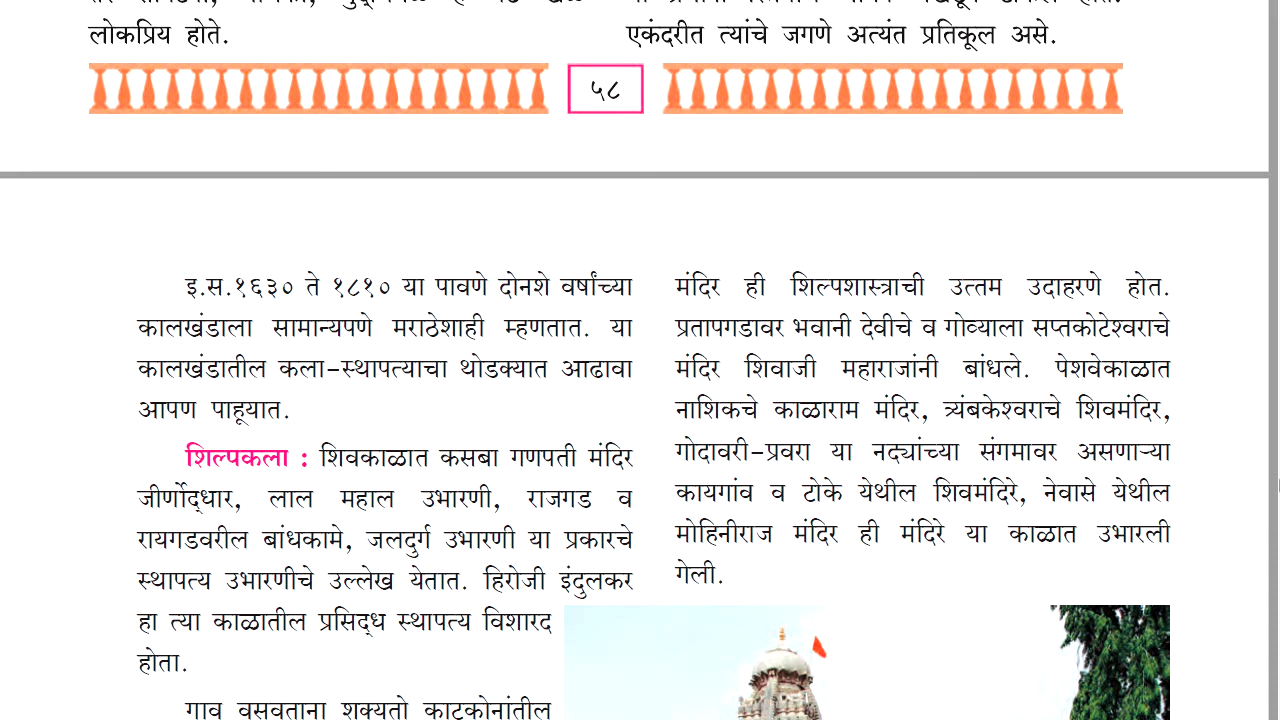 लोकप्रिय होते.
एकंदरीत त्यांचे जगणे अत्यंत प्रतिकूल असे.
५८
इ.स.१६३० ते १८१० या पावणे दोनशे वर्षांच्या
कालखंडाला सामान्यपणे मराठेशाही म्हणतात. या
कालखंडातील कला-स्थापत्याचा थोडक्यात आढावा
आपण पाहूयात.
शिल्पकला : शिवकाळात कसबा गणपती मंदिर
जीर्णोद्धार, लाल महाल उभारणी, राजगड व
रायगडवरील बांधकामे, जलदुर्ग उभारणी या प्रकारचे
स्थापत्य उभारणीचे उल्लेख येतात. हिरोजी इंदुलकर
हा त्या काळातील प्रसिद्ध स्थापत्य विशारद
होता.
गाव वसवताना शक्यतो काटकोनांतील
मंदिर ही शिल्पशास्त्राची उत्तम उदाहरणे होत.
प्रतापगडावर भवानी देवीचे व गोव्याला सप्तकोटेश्वराचे
मंदिर शिवाजी महाराजांनी बांधले. पेशवेकाळात
नाशिकचे काळाराम मंदिर, त्र्यंबकेश्वराचे शिवमंदिर,
गोदावरी-प्रवरा या नद्यांच्या संगमावर असणाऱ्या
कायगांव व टोके येथील शिवमंदिरे, नेवासे येथील
मोहिनीराज मंदिर ही मंदिरे या काळात उभारली
गेली.